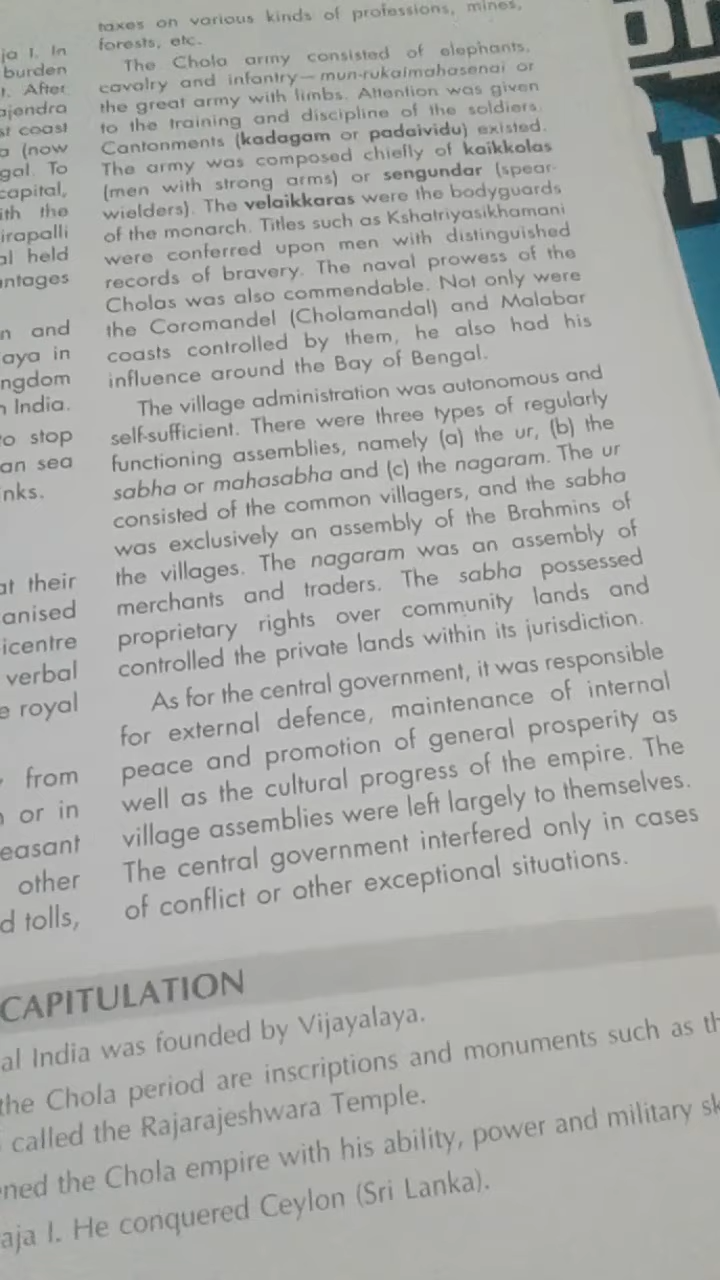 ja I. In
burden
t. After
ajendra
st coast
a (now
gal. To
capital,
ith the
irapalli
al held
antages
n and
aya in
ngdom
n India.
to stop
an sea
nks.
at their
anised
icentre
verbal
e royal
from
n or in
easant
other
d tolls,
taxes on various kinds of professions, mines,
forests, etc.
The Chola army consisted of elephants,
cavalry and infantry—mun-rukaimahasenai or
the great army with limbs. Attention was given
to the training and discipline of the soldiers.
Cantonments (kadagam or padaividu) existed.
The army was composed chiefly of kaikkolas
(men with strong arms) or sengundar (spear-
wielders). The velaikkaras were the bodyguards
of the monarch. Titles such as Kshatriyasikhamani
were conferred upon men with distinguished
records of bravery. The naval prowess of the
Cholas was also commendable. Not only were
the Coromandel (Cholamandal) and Malabar
coasts controlled by them, he also had his
influence around the Bay of Bengal.
The village administration was autonomous and
self-sufficient. There were three types of regularly
functioning assemblies, namely (a) the ur, (b) the
sabha or mahasabha and (c) the nagaram. The ur
consisted of the common villagers, and the sabha
was exclusively an assembly of the Brahmins of
the villages. The nagaram was an assembly of
merchants and traders. The sabha possessed
proprietary rights over community lands and
controlled the private lands within its jurisdiction.
As for the central government, it was responsible
for external defence, maintenance of internal
peace and promotion of general prosperity as
well as the cultural progress of the empire. The
village assemblies were left largely to themselves.
The central government interfered only in cases
of conflict or other exceptional situations.
CAPITULATION
al India was founded by Vijayalaya.
the Chola period are inscriptions and monuments such as th
called the Rajarajeshwara Temple.
ned the Chola empire with his ability, power and military sk
aja I. He conquered Ceylon (Sri Lanka).